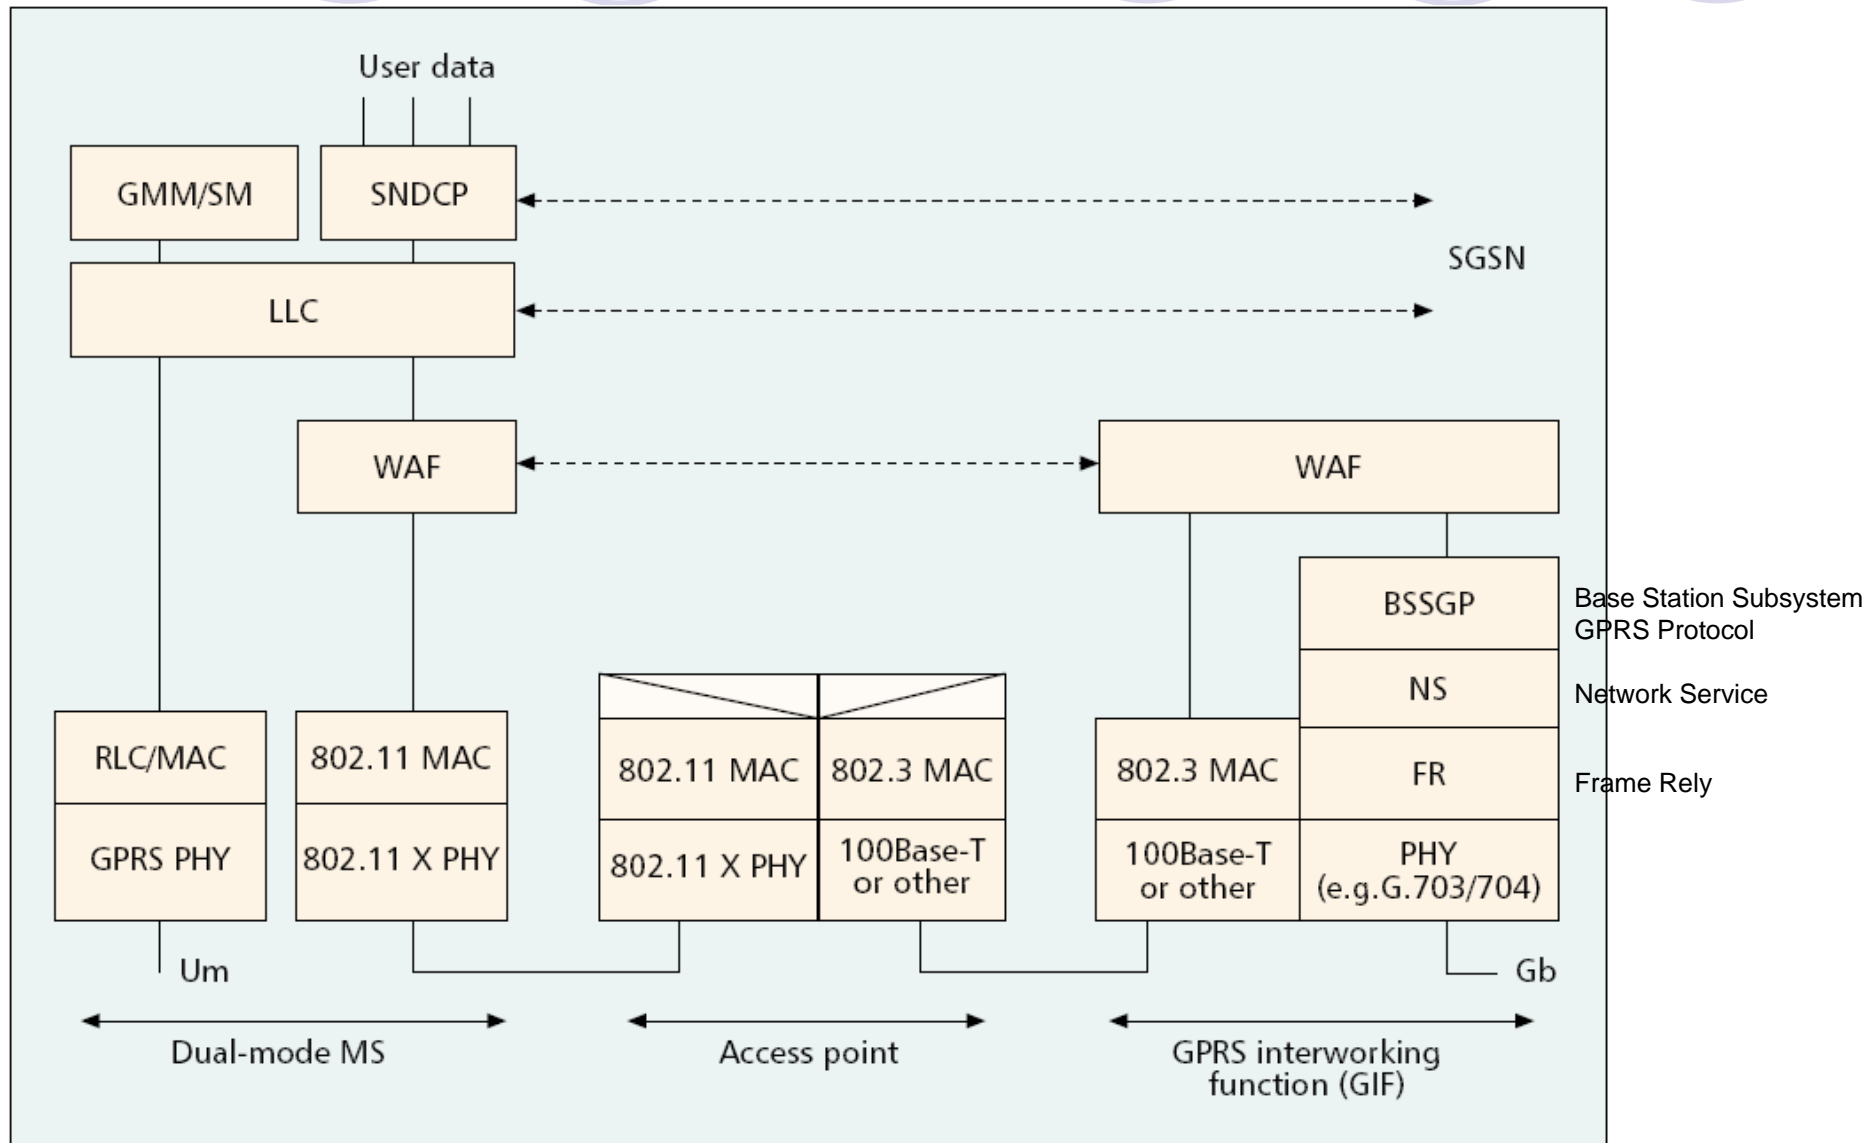 User data
GMM/SM
SNDCP
SGSN
LLC
WAF
WAF
BSSGP
Base Station Subsystem
GPRS Protocol
NS
Network Service
RLC/MAC
802.11 MAC
802.11 MAC
802.3 MAC
802.3 MAC
FR
Frame Rely
GPRS PHY
802.11 X PHY
802.11 X PHY
100Base-T
or other
100Base-T
or other
PHY
(e.g.G.703/704)
Um
Gb
Dual-mode MS
Access point
GPRS interworking
function (GIF)